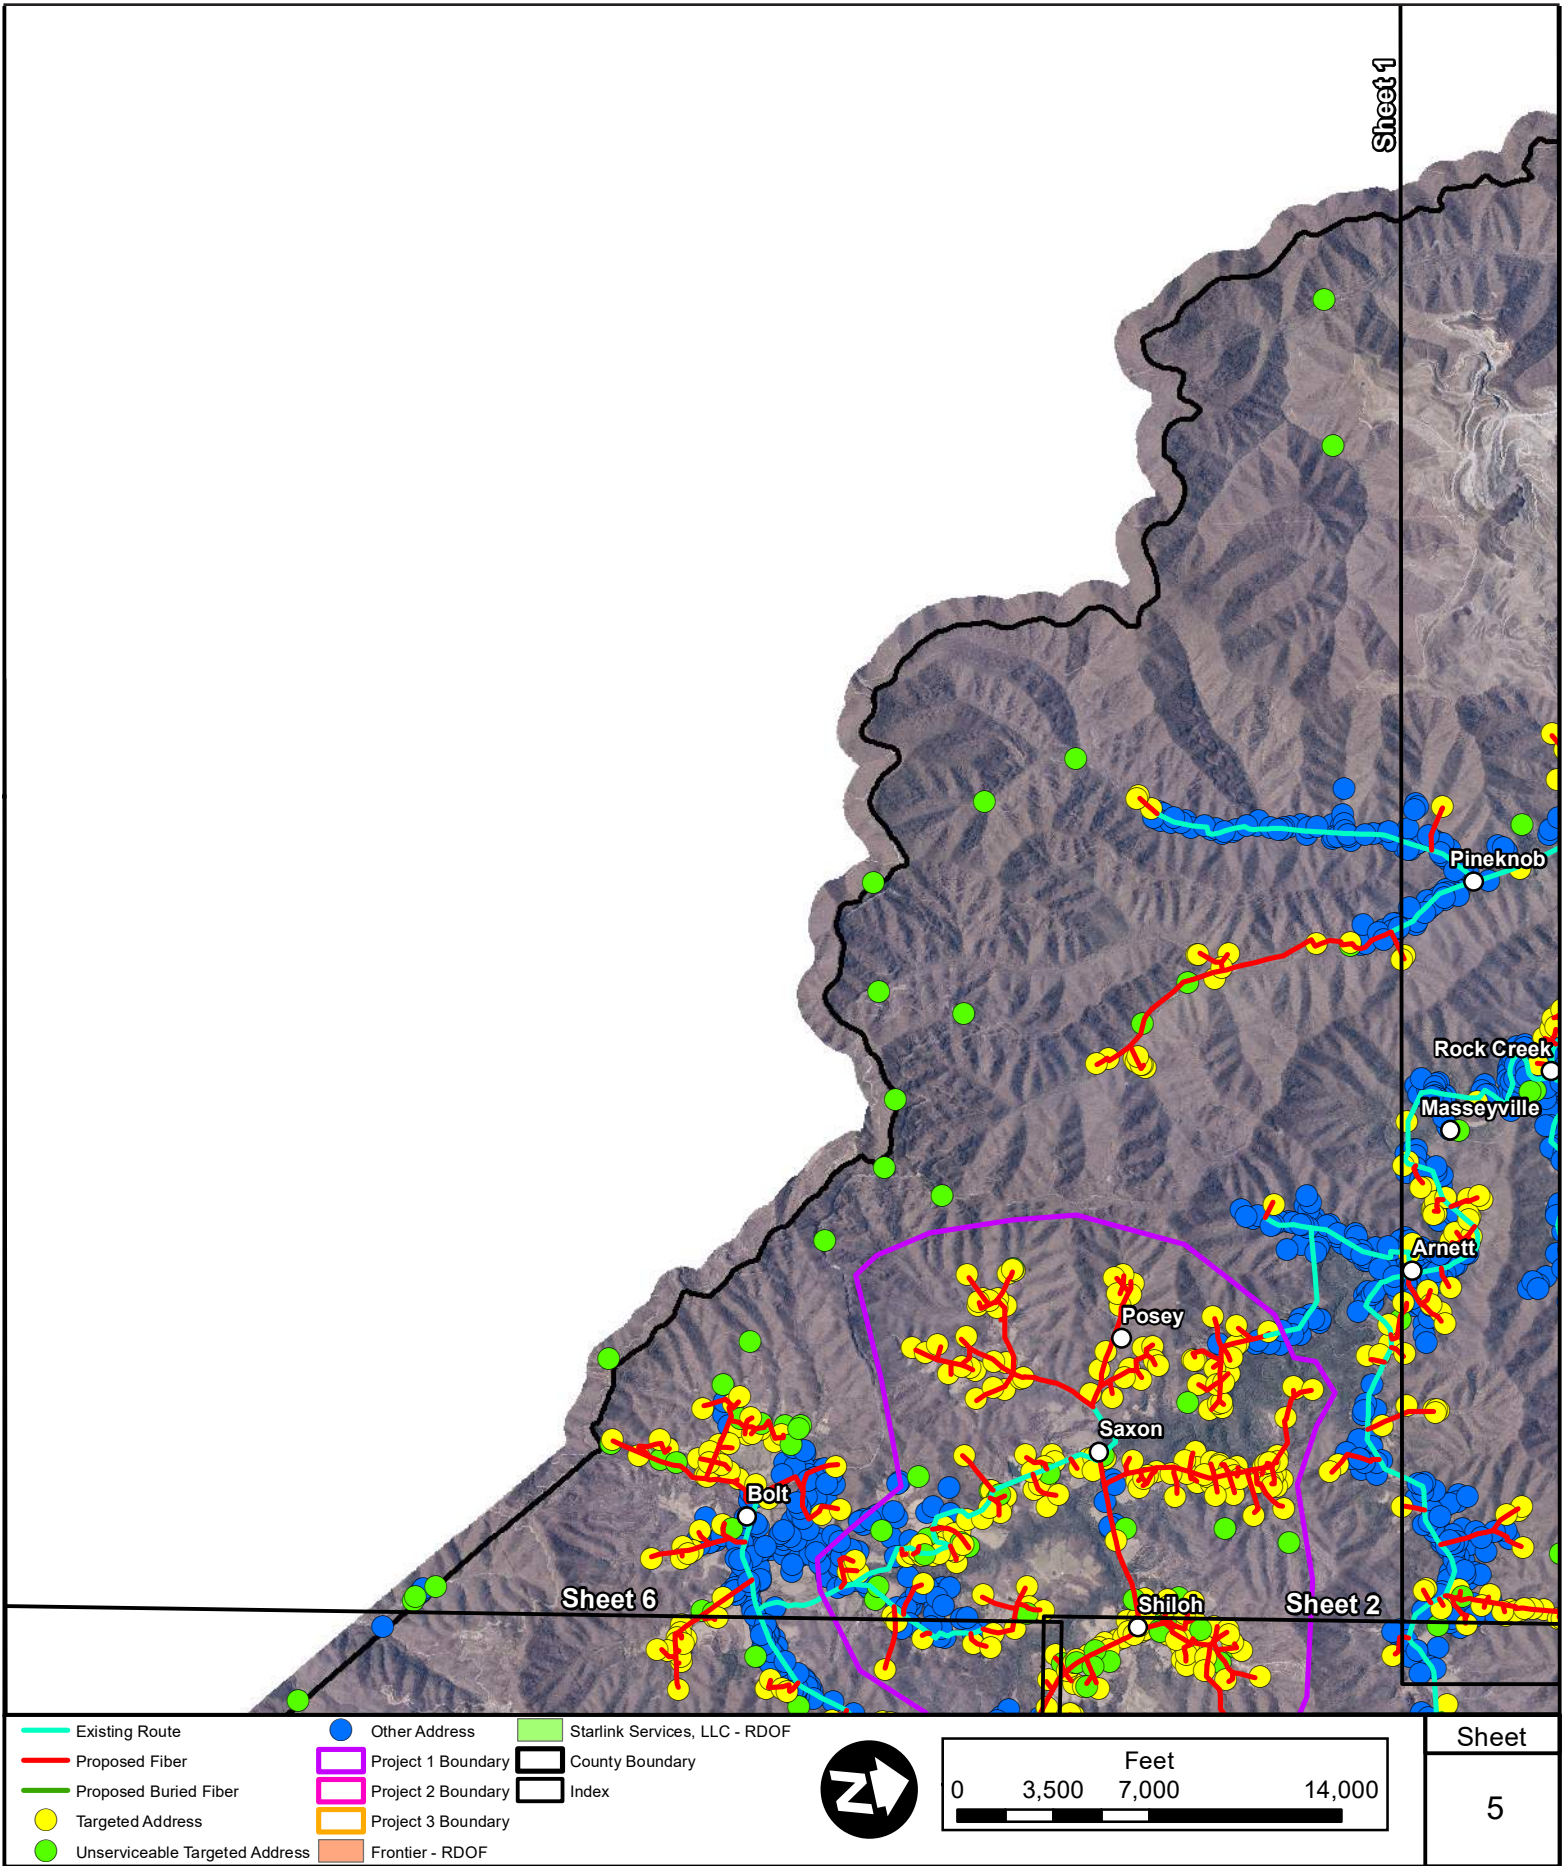 Sheet 1
Pineknob
Rock Creek
Masseyville
Arnett
Posey
Saxon
Bolt
Sheet 6
Shiloh
Sheet 2
Existing Route
Proposed Fiber
Proposed Buried Fiber
Targeted Address
Unserviceable Targeted Address
Other Address
Project 1 Boundary
Project 2 Boundary
Project 3 Boundary
Frontier - RDOF
Starlink Services, LLC - RDOF
County Boundary
Index
N
Feet
0 3,500 7,000 14,000
Sheet
5